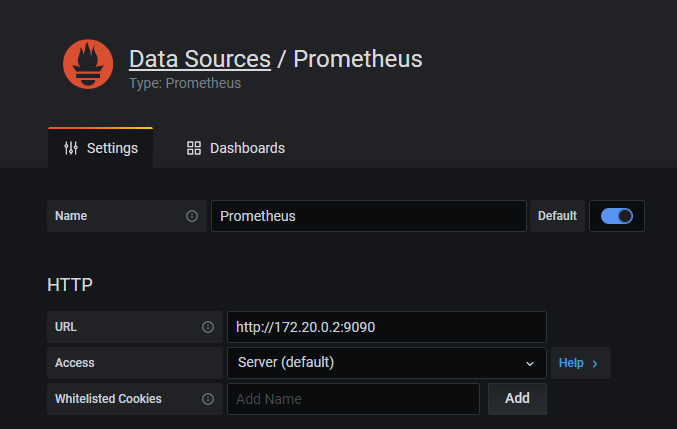 Data Sources / Prometheus
Type: Prometheus
Settings Dashboards
Name Prometheus Default
HTTP
URL http://172.20.0.2:9090
Access Server (default) Help >
Whitelisted Cookies Add Name Add